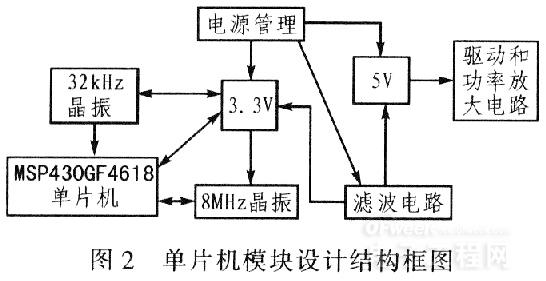 电源管理
32kHz
晶振
3.3V
5V
驱动和
功率放
大电路
MSP430GF4618
单片机
8MHz晶振
滤波电路
图2 单片机模块设计结构框图